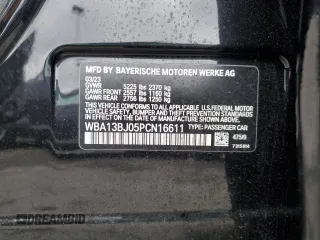 MFD BY BAYERISCHE MOTOREN WERKE AG
03/23
GVWR 5225 lbs 2370 kg
GAWR FRONT 2557 lbs 1160 kg
GAWR REAR 2756 lbs 1250 kg
THIS VEHICLE CONFORMS TO ALL APPLICABLE
FEDERAL MOTOR VEHICLE SAFETY, BUMPER,
AND THEFT PREVENTION STANDARDS IN
EFFECT ON THE DATE OF
MANUFACTURE SHOWN ABOVE.
WBA13BJ05PCN16611 TYPE: PASSENGER CAR
475/0